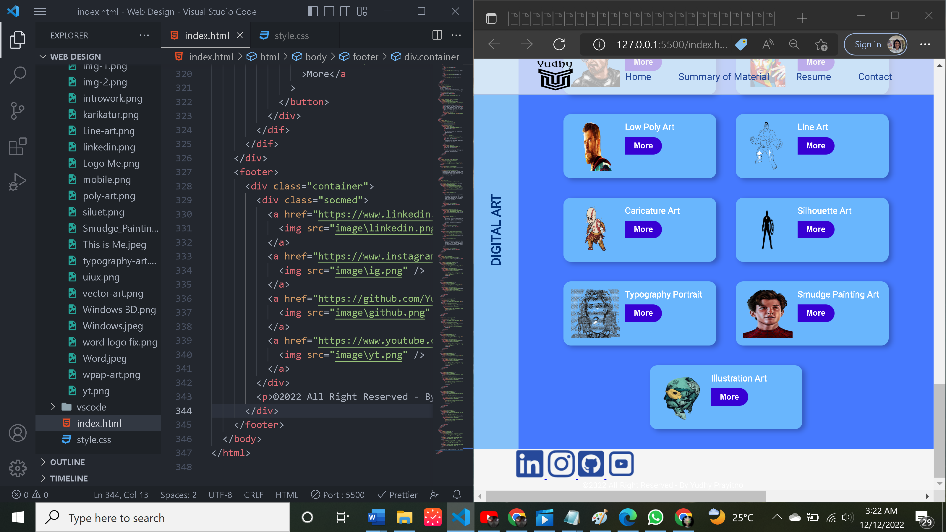 index.html - Web Design - Visual Studio Code
EXPLORER
WEB DESIGN
img-1.png
img-2.png
introwork.png
karikatur.png
Line-art.png
linkedin.png
Logo Me.png
mobile.png
poly-art.png
siluet.png
Smudge Paintin...
This is Me.jpeg
typography-art....
uiux.png
vector art.png
Windows BD.png
Windows.jpeg
word logo fix.png
Word.jpeg
wpap-art.png
yt.png
vscode
index.html
style.css
OUTLINE
TIMELINE
index.html
style.css
index.html > html > body > footer > div.container
320 >More</a
321 >
322 </button>
323 </div>
324 </dif>
325 </dif>
326 </div>
327 <footer>
328 <div class="container">
329 <div class="socmed">
330 <a href="https://www.linkedin.
331 <img src="image\linkedin.png
332 </a>
333 <a href="https://www.instagra
334 <img src="image\ig.png" />
335 </a>
336 <a href="https://github.com/Yu
337 <img src="image\github.png"
338 </a>
339 <a href="https://www.youtube.c
340 <img src="image\yt.png" />
341 </a>
342 </div>
343 <p>©2022 All Right Reserved - By
344 </div>
345 </footer>
346 </body>
347 </html>
348
0 0
Ln 344, Col 13
Spaces: 2
UTF-8
CRLF
HTML
Port : 5500
Prettier
127.0.0.1:5500/index.h...
Sign in
Yudby
Home
Summary of Material
Resume
Contact
More
More
DIGITAL ART
Low Poly Art
More
Line Art
More
Caricature Art
More
Silhouette Art
More
Typography Portrait
More
Smudge Painting Art
More
Illustration Art
More
Type here to search
25°C
3:22 AM
12/12/2022
29